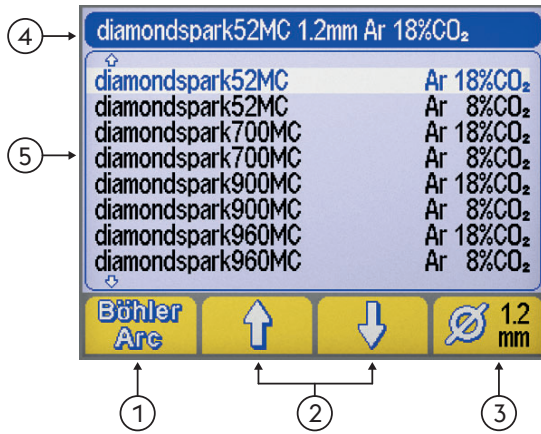 ④ diamondspark52MC 1.2mm Ar 18%CO₂
diamondspark52MC Ar 18%CO₂
diamondspark52MC Ar 8%CO₂
diamondspark700MC Ar 18%CO₂
⑤ diamondspark700MC Ar 8%CO₂
diamondspark900MC Ar 18%CO₂
diamondspark900MC Ar 8%CO₂
diamondspark960MC Ar 18%CO₂
diamondspark960MC Ar 8%CO₂
Böhler
Arc
Ø 1.2
mm
① ② ③